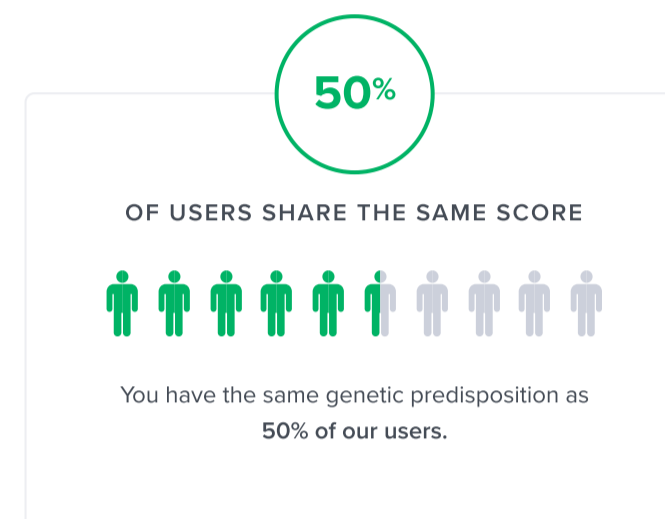 50%
OF USERS SHARE THE SAME SCORE
You have the same genetic predisposition as
50% of our users.